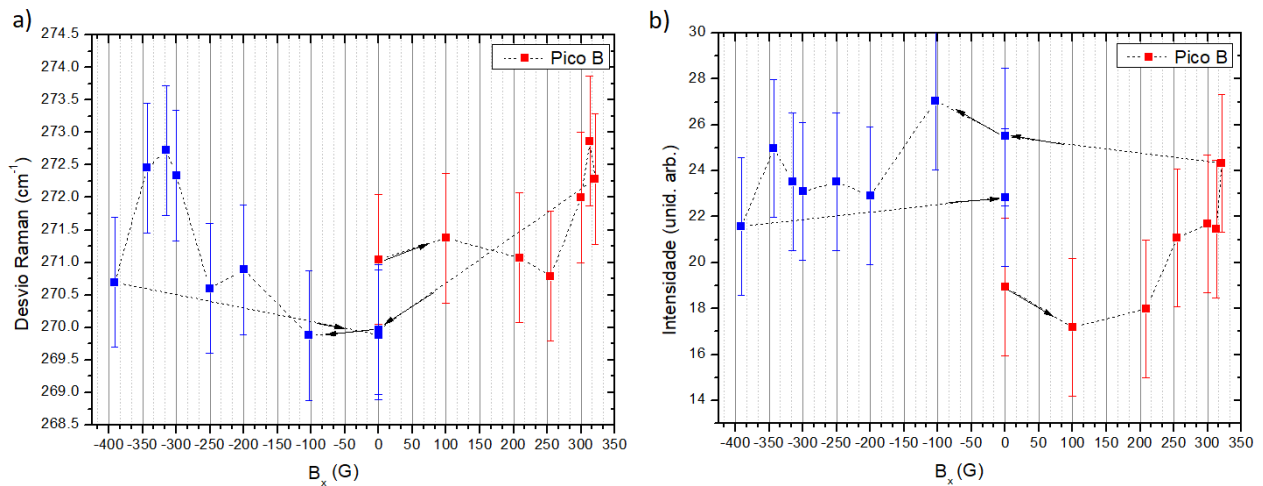 a)
Desvio Raman (cm⁻¹)
274.5
274.0
273.5
273.0
272.5
272.0
271.5
271.0
270.5
270.0
269.5
269.0
268.5
Pico B
-400 -350 -300 -250 -200 -150 -100 -50 0 50 100 150 200 250 300 350
Bₓ (G)
b)
Intensidade (unid. arb.)
30
28
26
24
22
20
18
16
14
Pico B
-400 -350 -300 -250 -200 -150 -100 -50 0 50 100 150 200 250 300 350
Bₓ (G)